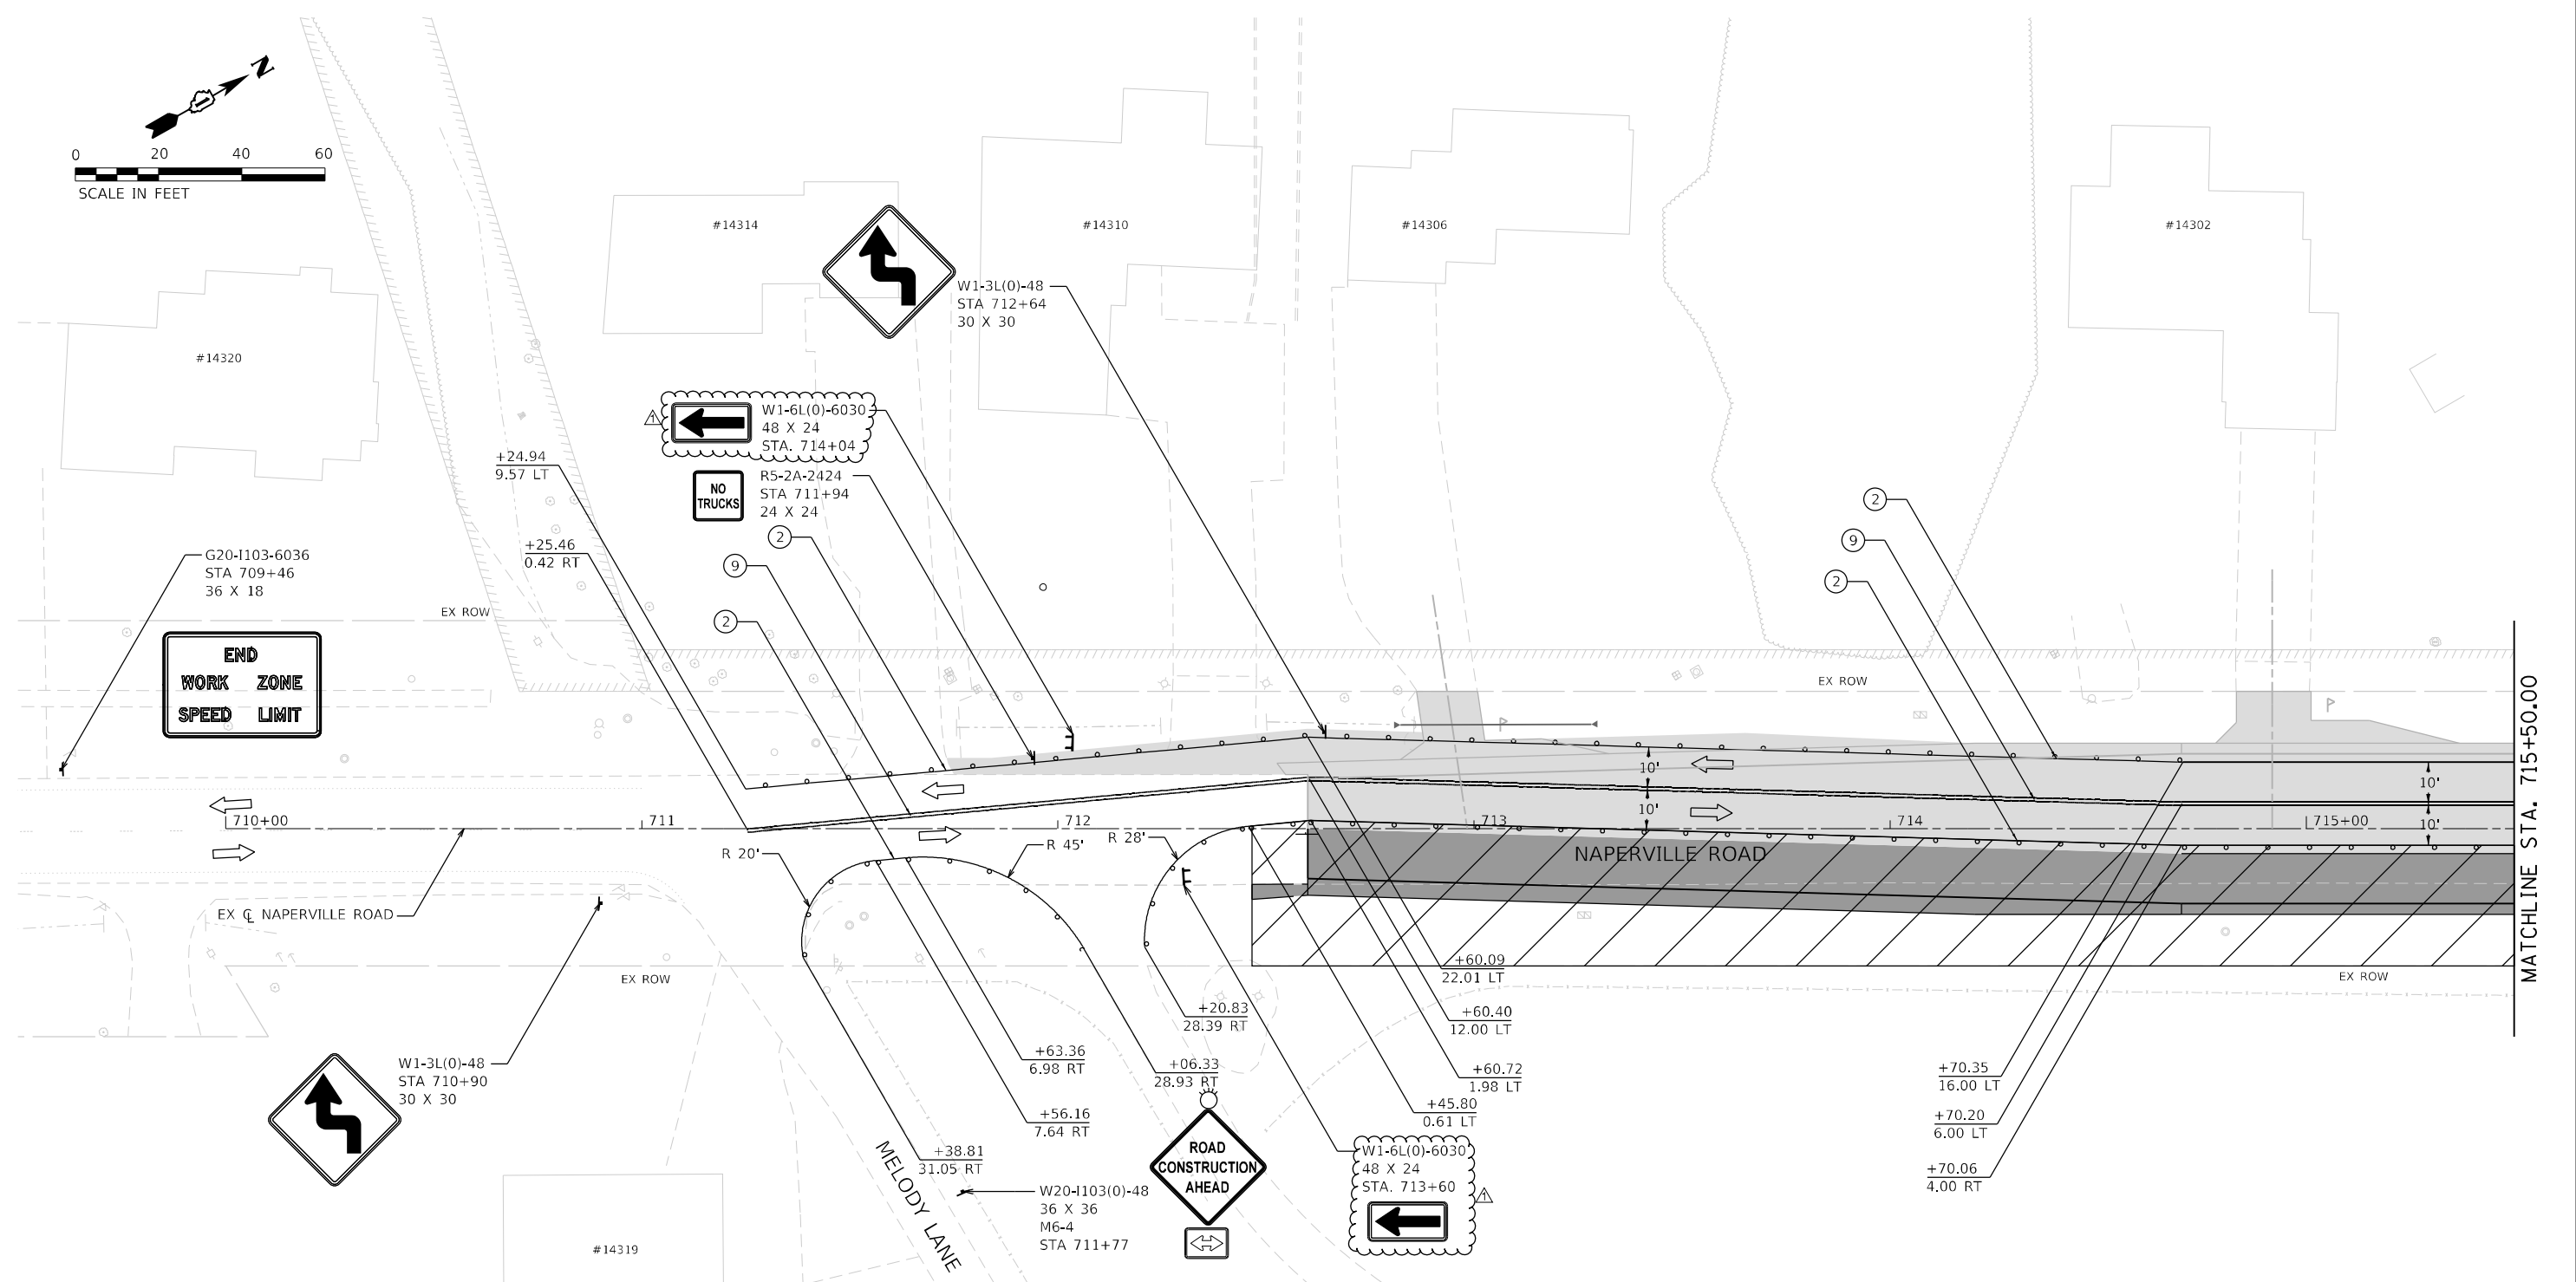 N
0 20 40 60
SCALE IN FEET
#14320
#14314
#14310
#14306
#14302
W1-3L(0)-48
STA 712+64
30 X 30
1
W1-6L(0)-6030
48 X 24
STA. 714+04
NO
TRUCKS
R5-2A-2424
STA 711+94
24 X 24
+24.94
9.57 LT
+25.46
0.42 RT
2
9
2
2
9
2
G20-I103-6036
STA 709+46
36 X 18
END
WORK ZONE
SPEED LIMIT
EX ROW
EX ROW
10'
10'
10'
10'
710+00
711
712
713
714
715+00
NAPERVILLE ROAD
MATCHLINE STA. 715+50.00
R 20'
R 45'
R 28'
EX ℄ NAPERVILLE ROAD
EX ROW
EX ROW
W1-3L(0)-48
STA 710+90
30 X 30
+60.09
22.01 LT
+20.83
28.39 RT
+60.40
12.00 LT
+63.36
6.98 RT
+06.33
28.93 RT
+60.72
1.98 LT
+70.35
16.00 LT
+45.80
0.61 LT
+56.16
7.64 RT
+70.20
6.00 LT
+38.81
31.05 RT
+70.06
4.00 RT
MELODY LANE
ROAD
CONSTRUCTION
AHEAD
W20-I103(0)-48
36 X 36
M6-4
STA 711+77
W1-6L(0)-6030
48 X 24
STA. 713+60
1
#14319